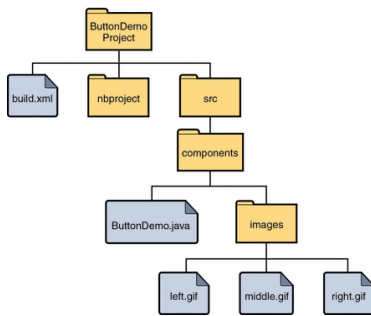 ButtonDemo
Project
build.xml
nbproject
src
components
ButtonDemo.java
images
left.gif
middle.gif
right.gif